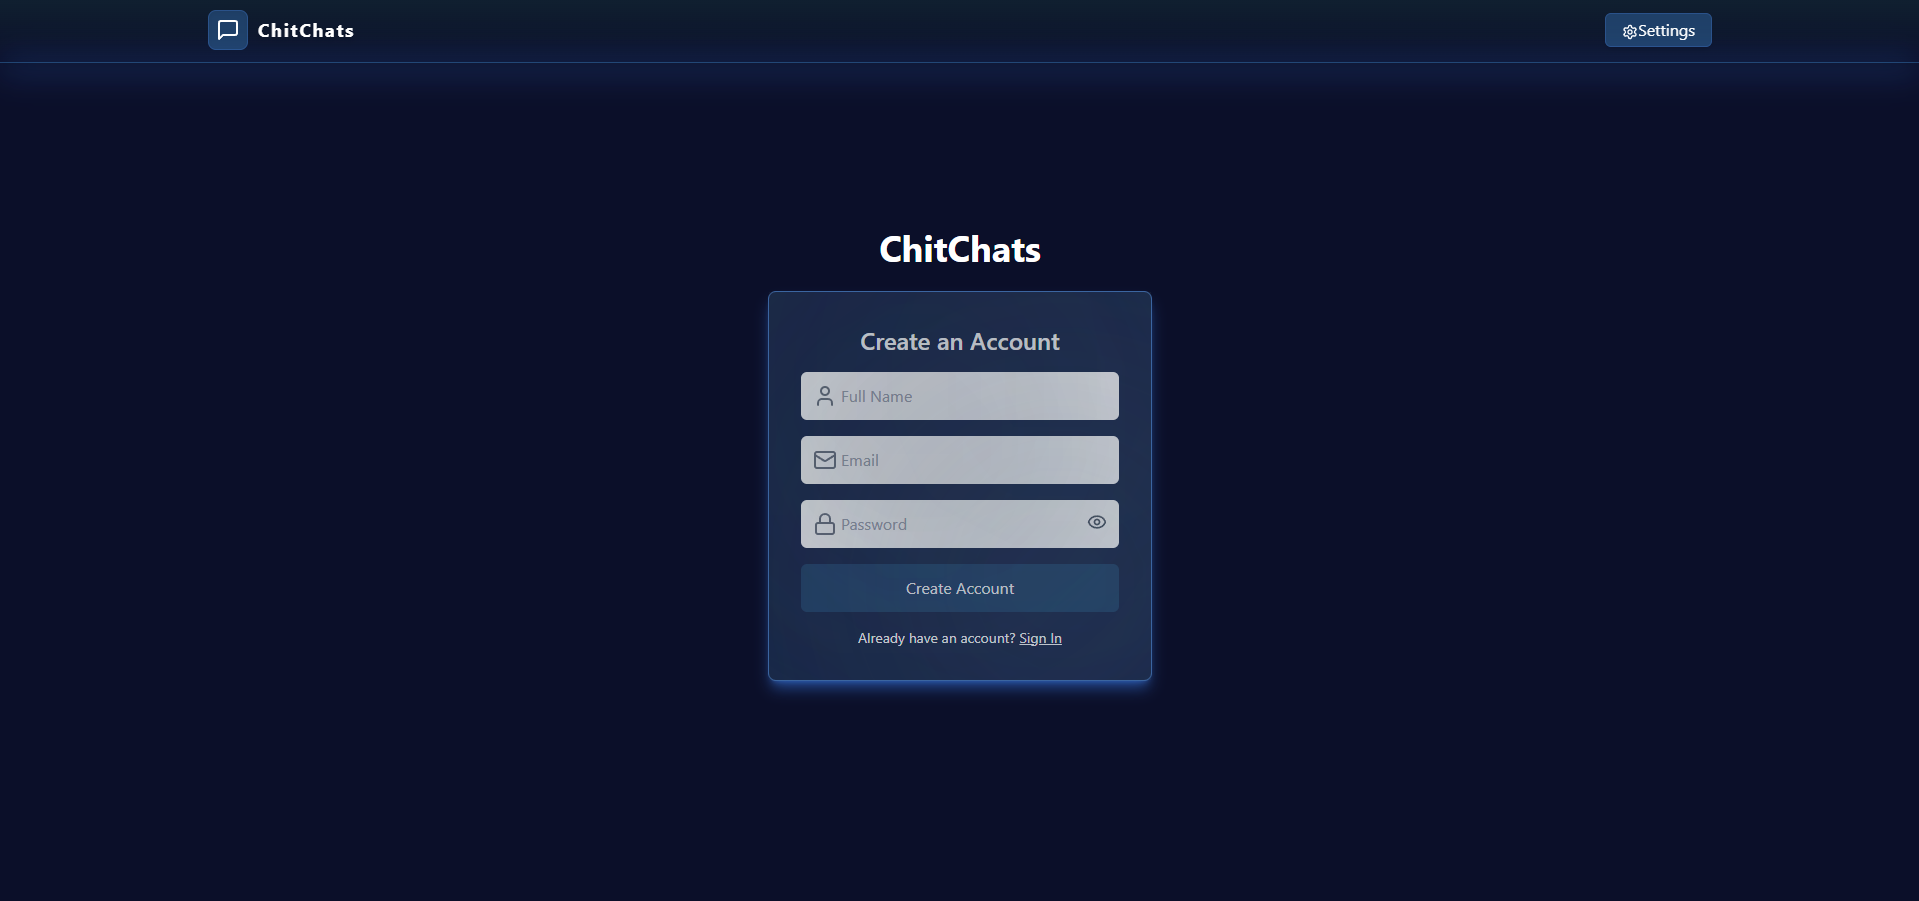 ChitChats
Settings
ChitChats
Create an Account
Full Name
Email
Password
Create Account
Already have an account? Sign In